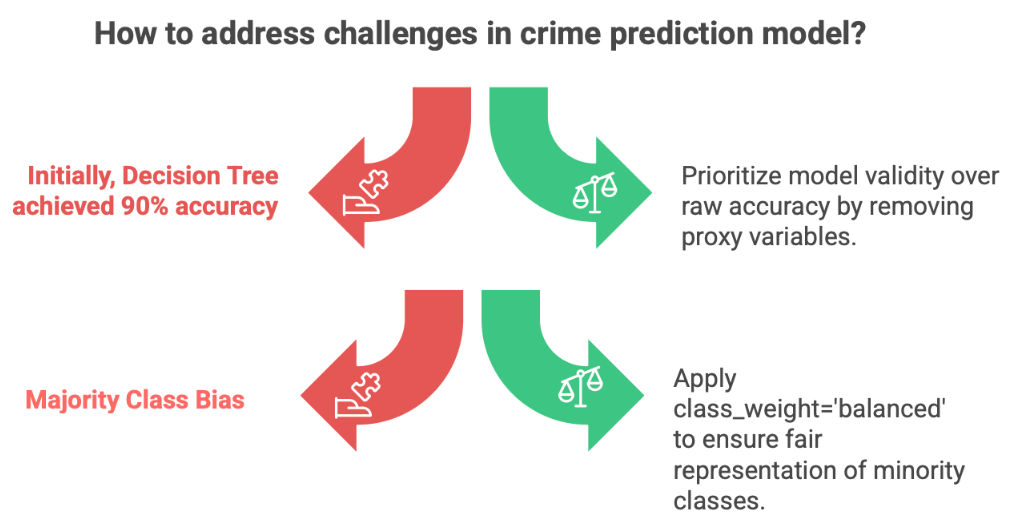 How to address challenges in crime prediction model?
Initially, Decision Tree
achieved 90% accuracy
Prioritize model validity over
raw accuracy by removing
proxy variables.
Majority Class Bias
Apply
class_weight='balanced'
to ensure fair
representation of minority
classes.